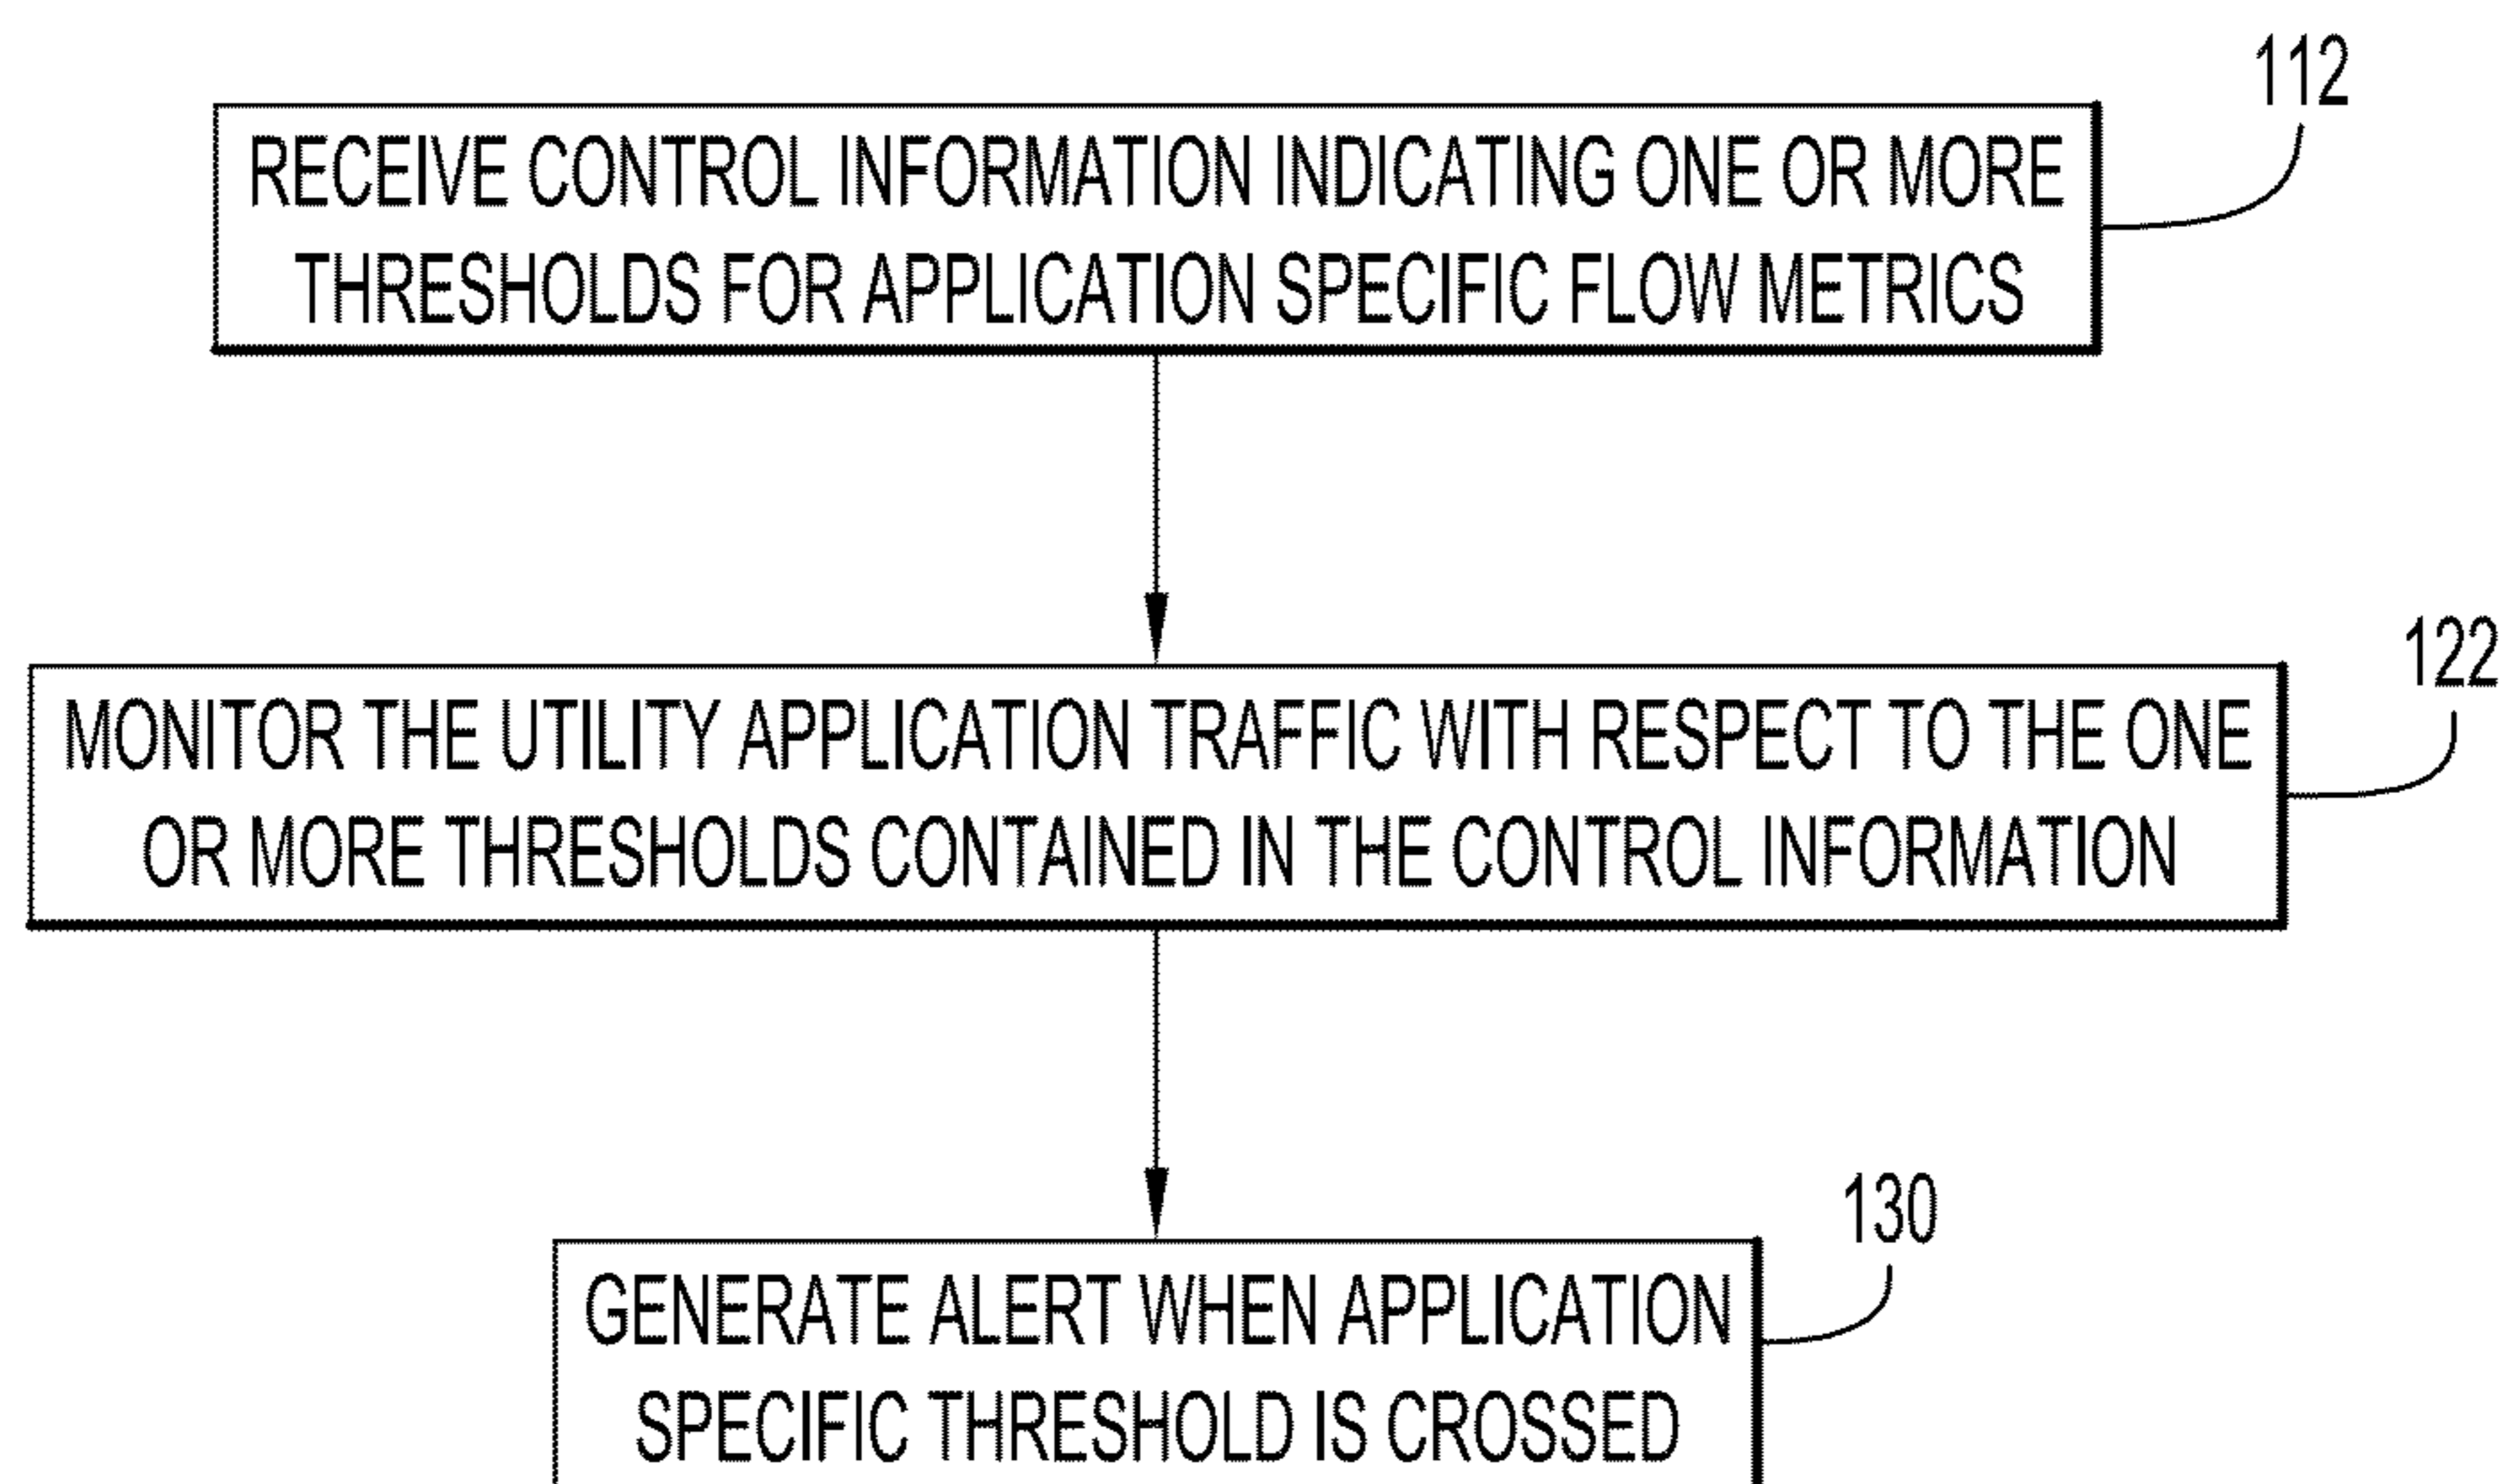 112
RECEIVE CONTROL INFORMATION INDICATING ONE OR MORE
THRESHOLDS FOR APPLICATION SPECIFIC FLOW METRICS
122
MONITOR THE UTILITY APPLICATION TRAFFIC WITH RESPECT TO THE ONE
OR MORE THRESHOLDS CONTAINED IN THE CONTROL INFORMATION
130
GENERATE ALERT WHEN APPLICATION
SPECIFIC THRESHOLD IS CROSSED